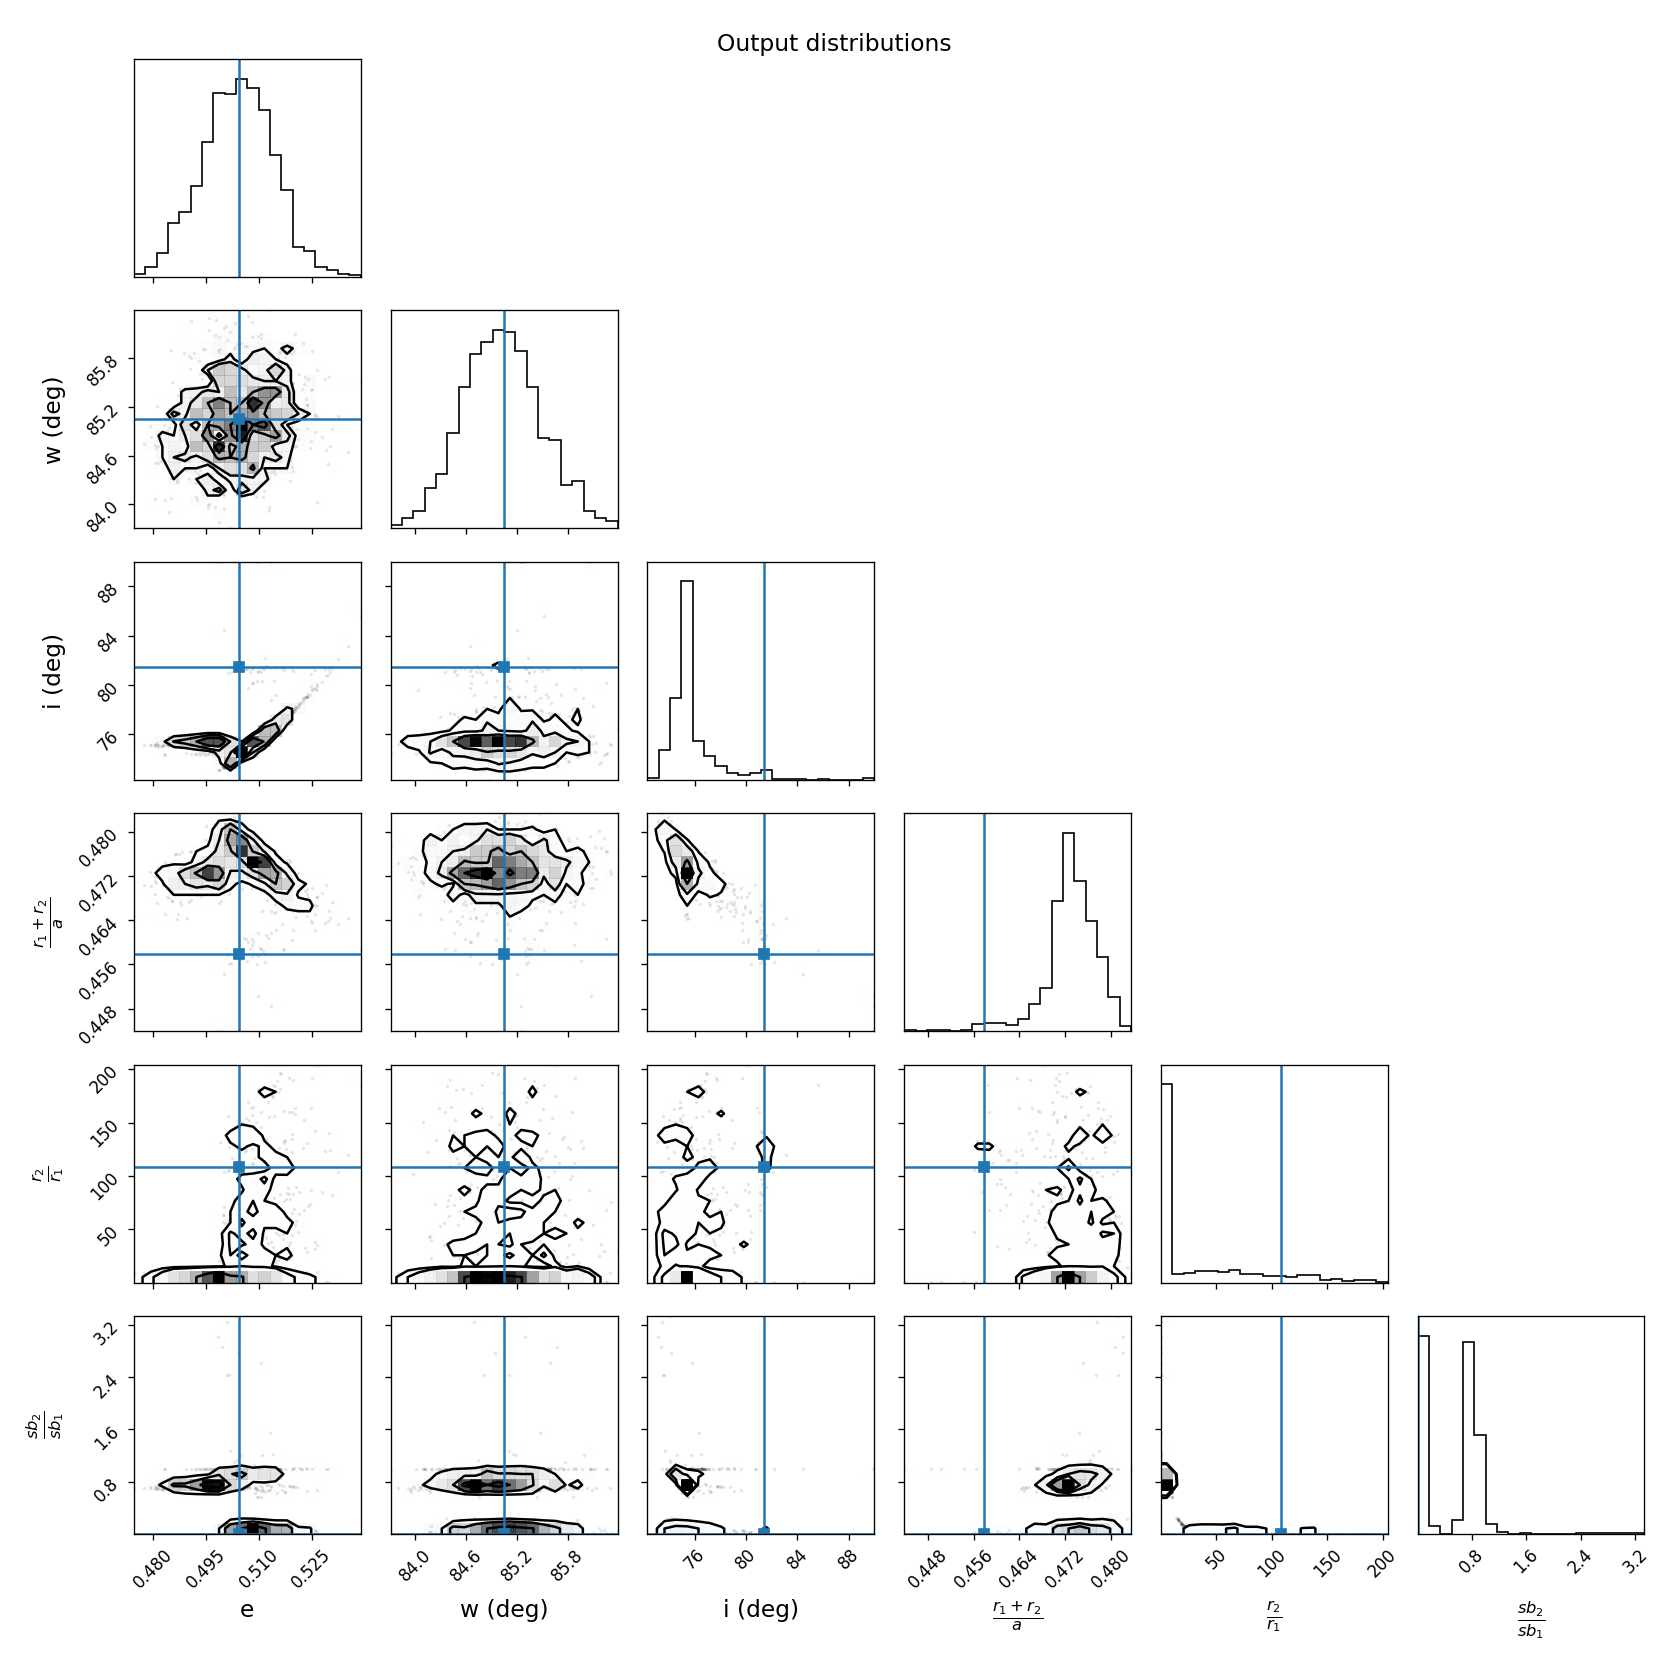 Output distributions
85.8
85.2
84.6
84.0
w (deg)
88
84
80
76
i (deg)
0.480
0.472
0.464
0.456
0.448
r₁ + r₂
a
200
150
100
50
r₂
r₁
3.2
2.4
1.6
0.8
sb₂
sb₁
0.480 0.495 0.510 0.525 84.0 84.6 85.2 85.8 76 80 84 88 0.448 0.456 0.464 0.472 0.480 50 100 150 200 0.8 1.6 2.4 3.2
e w (deg) i (deg) r₁ + r₂ r₂ sb₂
a r₁ sb₁